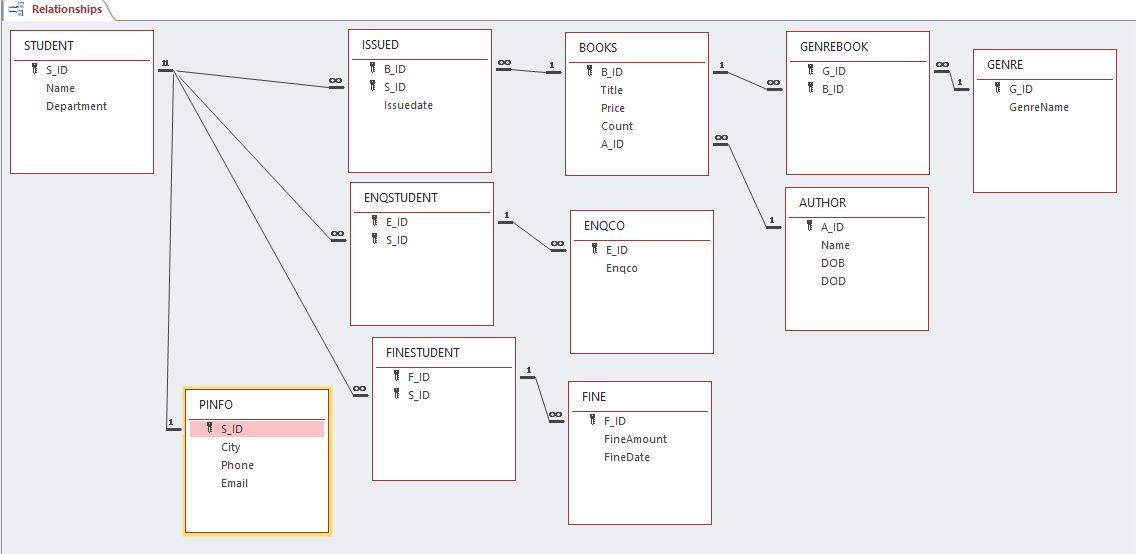 Relationships
STUDENT
S_ID
Name
Department
ISSUED
B_ID
S_ID
Issuedate
BOOKS
B_ID
Title
Price
Count
A_ID
GENREBOOK
G_ID
B_ID
GENRE
G_ID
GenreName
ENQSTUDENT
E_ID
S_ID
ENQCO
E_ID
Enqco
AUTHOR
A_ID
Name
DOB
DOD
FINESTUDENT
F_ID
S_ID
FINE
F_ID
FineAmount
FineDate
PINFO
S_ID
City
Phone
Email
1
∞
∞
1
1
∞
∞
1
∞
1
∞
1
∞
∞
1
∞
1